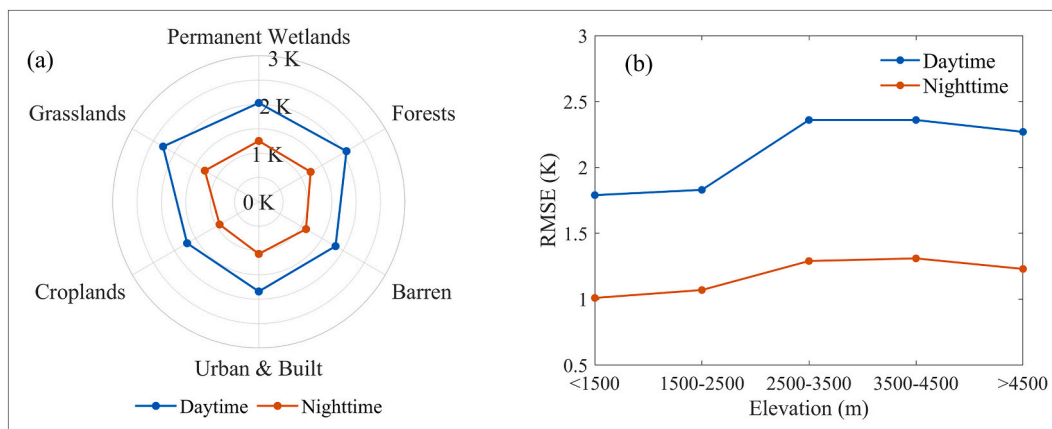 (a)
Permanent Wetlands
3 K
Grasslands
2 K
Forests
1 K
0 K
Croplands
Barren
Urban & Built
Daytime
Nighttime
(b)
3
Daytime
Nighttime
2.5
2
RMSE (K)
1.5
1
0.5
<1500
1500-2500
2500-3500
3500-4500
>4500
Elevation (m)